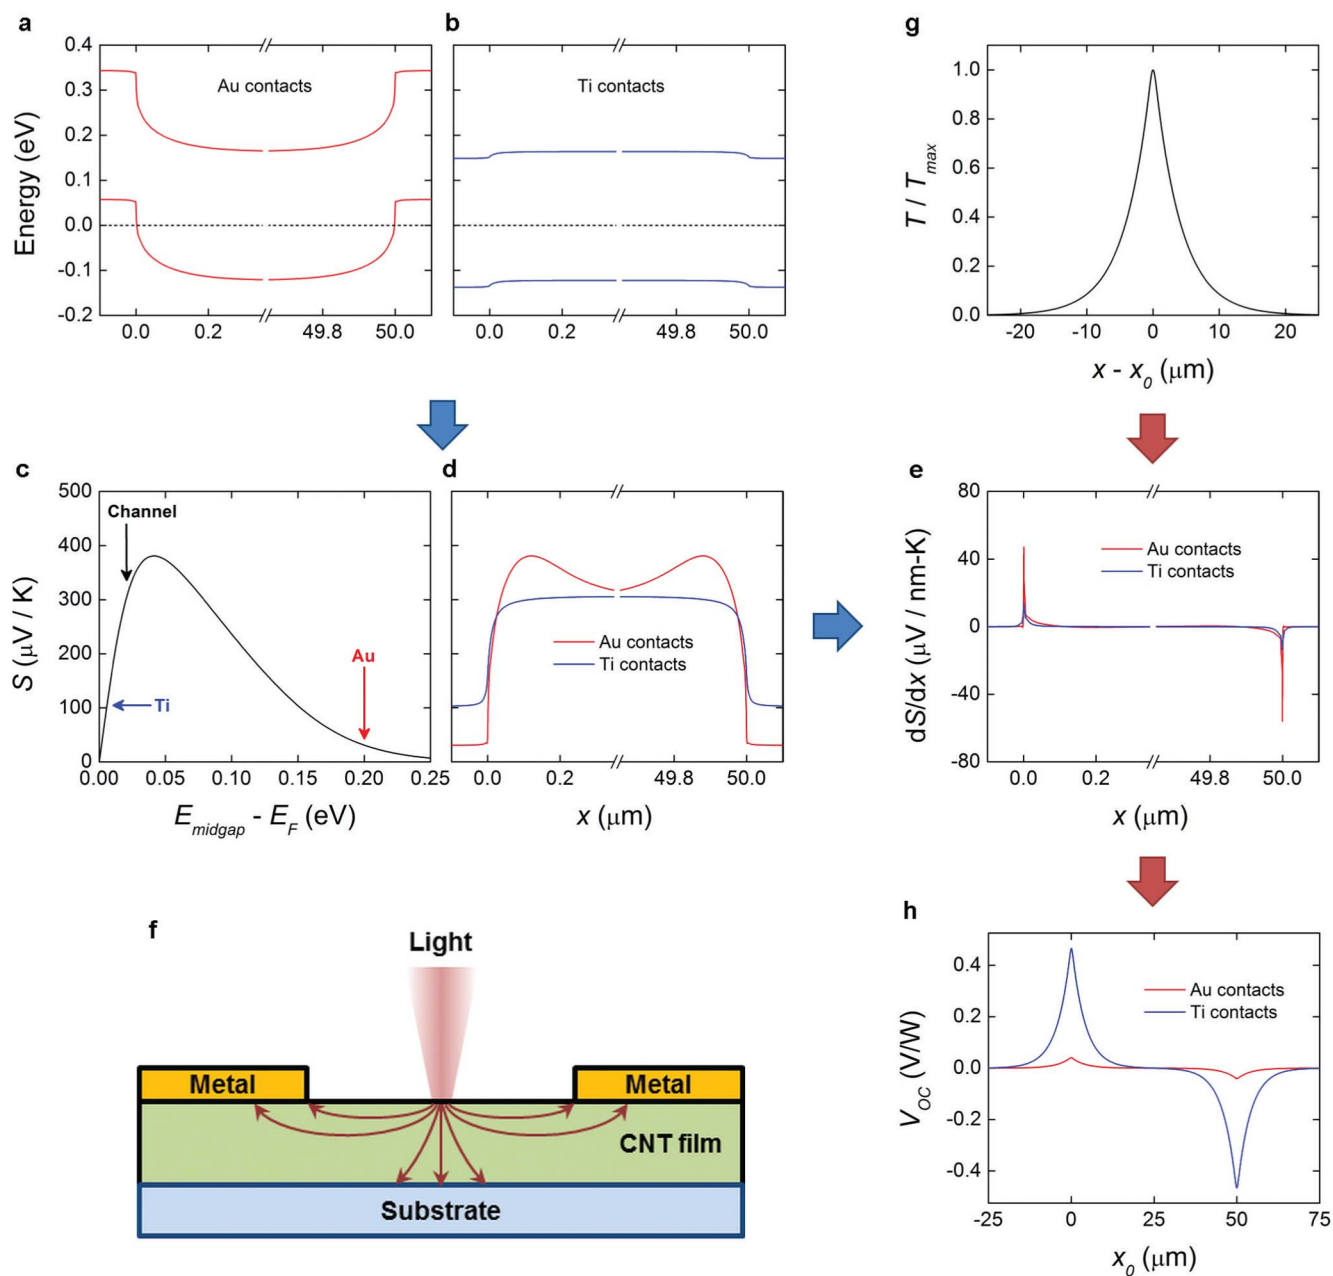 a
b
g
Au contacts
Ti contacts
Energy (eV)
0.4
0.3
0.2
0.1
0.0
-0.1
-0.2
0.0
0.2
49.8
50.0
0.0
0.2
49.8
50.0
T / Tmax
1.0
0.8
0.6
0.4
0.2
0.0
-20
-10
0
10
20
x - x0 (μm)
c
d
e
S (μV / K)
500
400
300
200
100
0
Channel
Ti
Au
0.00
0.05
0.10
0.15
0.20
0.25
Emidgap - EF (eV)
Au contacts
Ti contacts
0.0
0.2
49.8
50.0
x (μm)
dS/dx (μV / nm-K)
80
40
0
-40
-80
Au contacts
Ti contacts
0.0
0.2
49.8
50.0
x (μm)
f
Light
Metal
Metal
CNT film
Substrate
h
VOC (V/W)
0.4
0.2
0.0
-0.2
-0.4
Au contacts
Ti contacts
-25
0
25
50
75
x0 (μm)